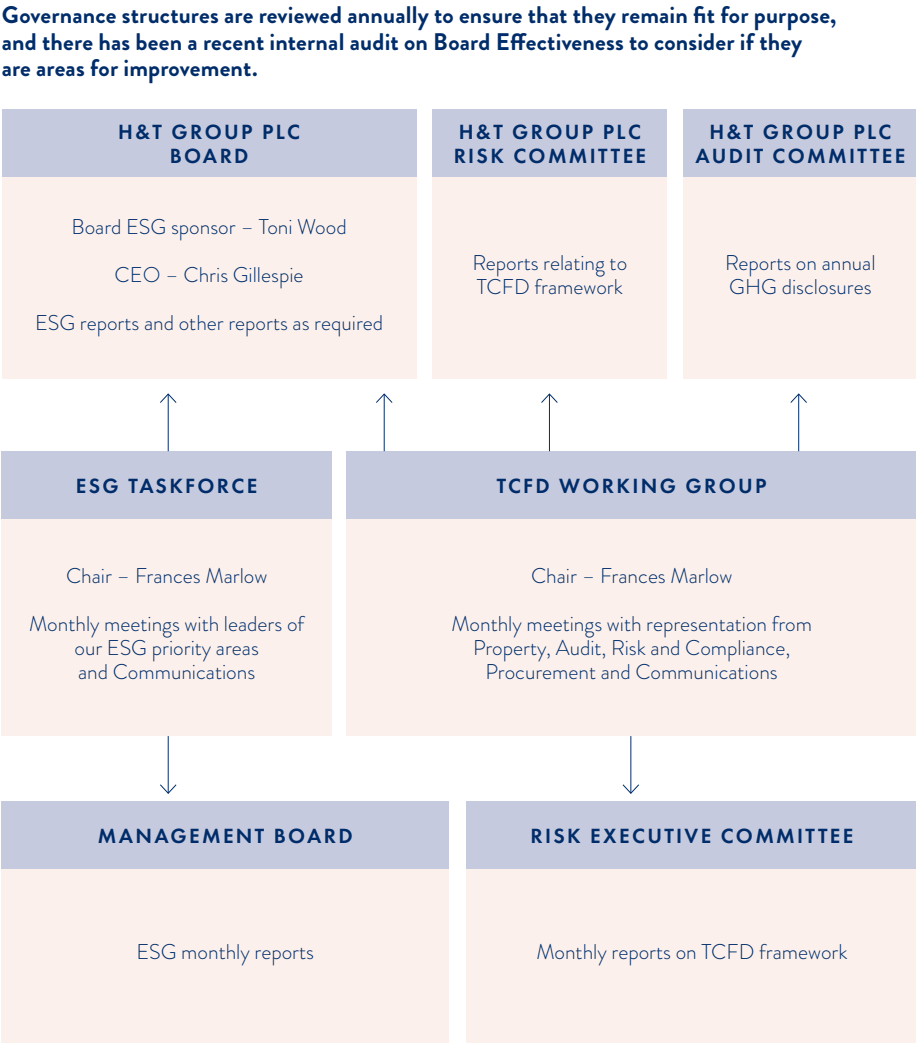 Governance structures are reviewed annually to ensure that they remain fit for purpose,
and there has been a recent internal audit on Board Effectiveness to consider if they
are areas for improvement.
H&T GROUP PLC
BOARD
Board ESG sponsor – Toni Wood
CEO – Chris Gillespie
ESG reports and other reports as required
H&T GROUP PLC
RISK COMMITTEE
Reports relating to
TCFD framework
H&T GROUP PLC
AUDIT COMMITTEE
Reports on annual
GHG disclosures
ESG TASKFORCE
Chair – Frances Marlow
Monthly meetings with leaders of
our ESG priority areas
and Communications
TCFD WORKING GROUP
Chair – Frances Marlow
Monthly meetings with representation from
Property, Audit, Risk and Compliance,
Procurement and Communications
MANAGEMENT BOARD
ESG monthly reports
RISK EXECUTIVE COMMITTEE
Monthly reports on TCFD framework